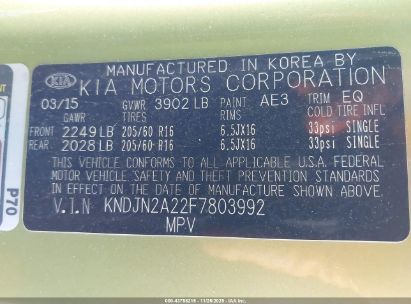 MANUFACTURED IN KOREA BY
KIA KIA MOTORS CORPORATION
03/15 GVWR 3902 LB PAINT AE3 TRIM EQ
TIRES RIMS COLD TIRE INFL
FRONT 2249 LB 205/60 R16 6.5JX16 33psi SINGLE
REAR 2028 LB 205/60 R16 6.5JX16 33psi SINGLE
THIS VEHICLE CONFORMS TO ALL APPLICABLE U.S.A. FEDERAL
MOTOR VEHICLE SAFETY AND THEFT PREVENTION STANDARDS
IN EFFECT ON THE DATE OF MANUFACTURE SHOWN ABOVE.
V.I.N KNDJN2A22F7803992
MPV
P70